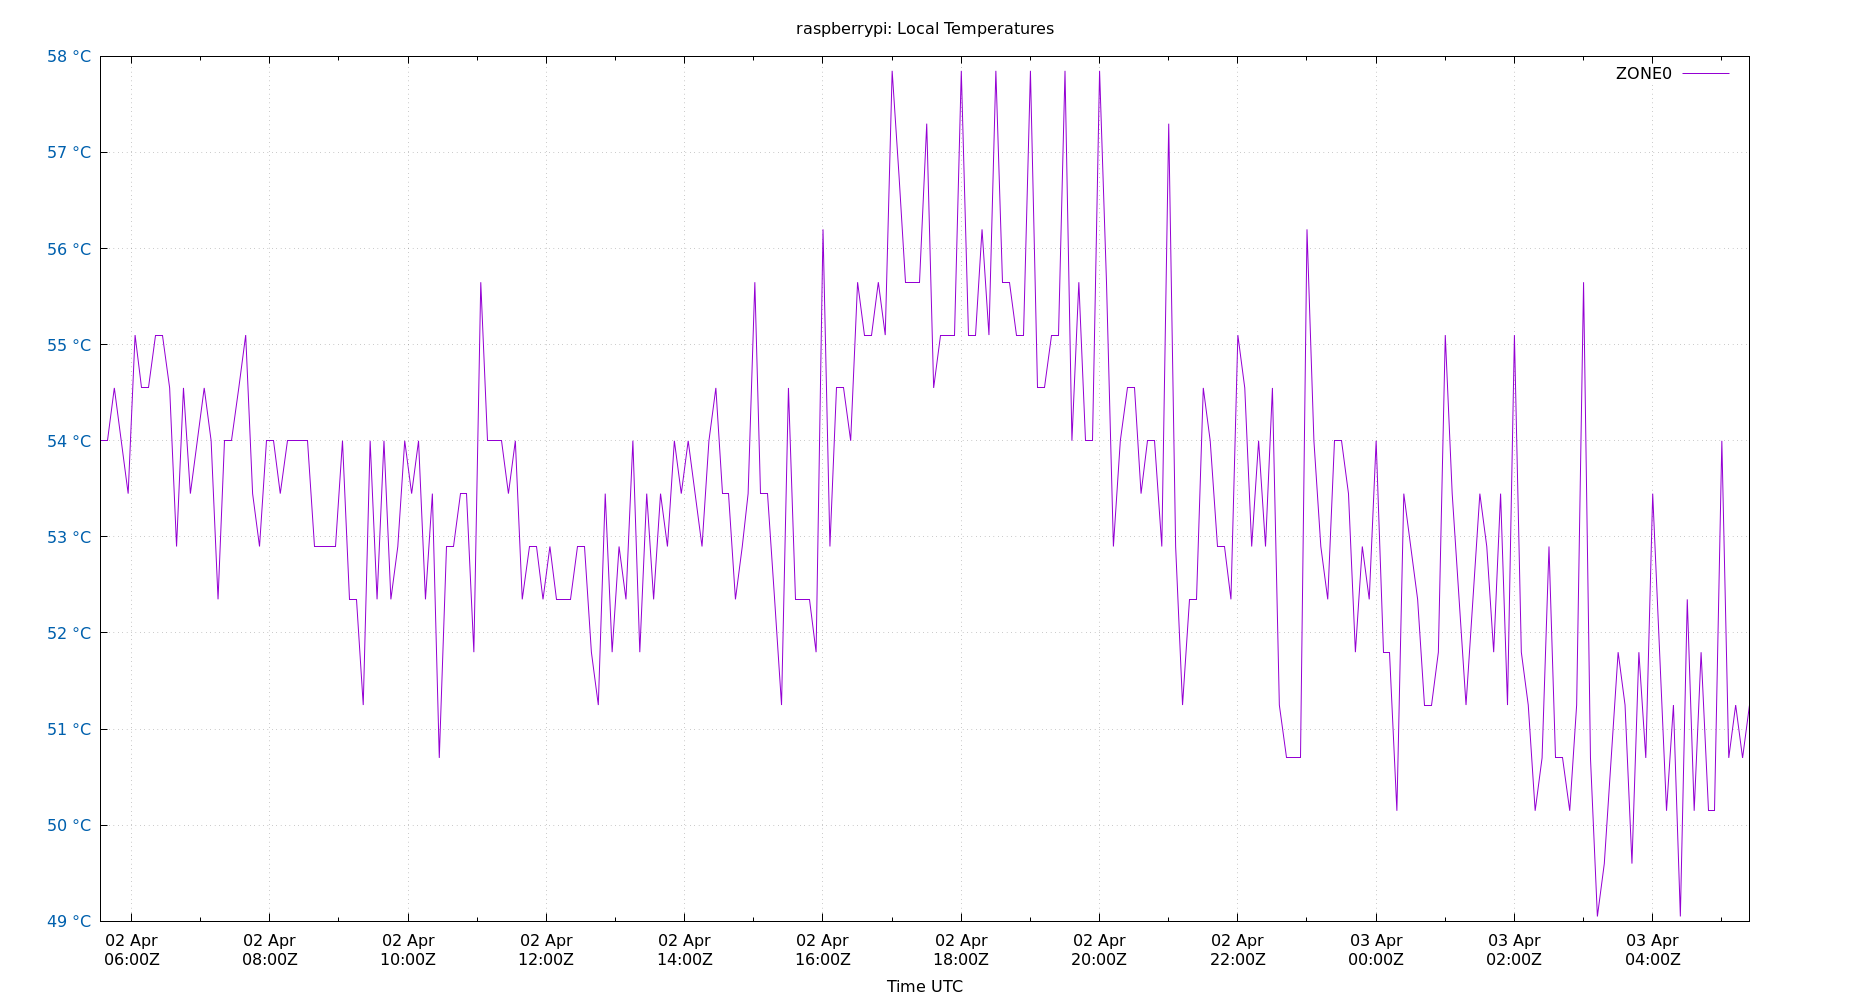 raspberrypi: Local Temperatures
ZONE0
58 °C
57 °C
56 °C
55 °C
54 °C
53 °C
52 °C
51 °C
50 °C
49 °C
02 Apr 02 Apr 02 Apr 02 Apr 02 Apr 02 Apr 02 Apr 02 Apr 02 Apr 03 Apr 03 Apr 03 Apr
06:00Z 08:00Z 10:00Z 12:00Z 14:00Z 16:00Z 18:00Z 20:00Z 22:00Z 00:00Z 02:00Z 04:00Z
Time UTC